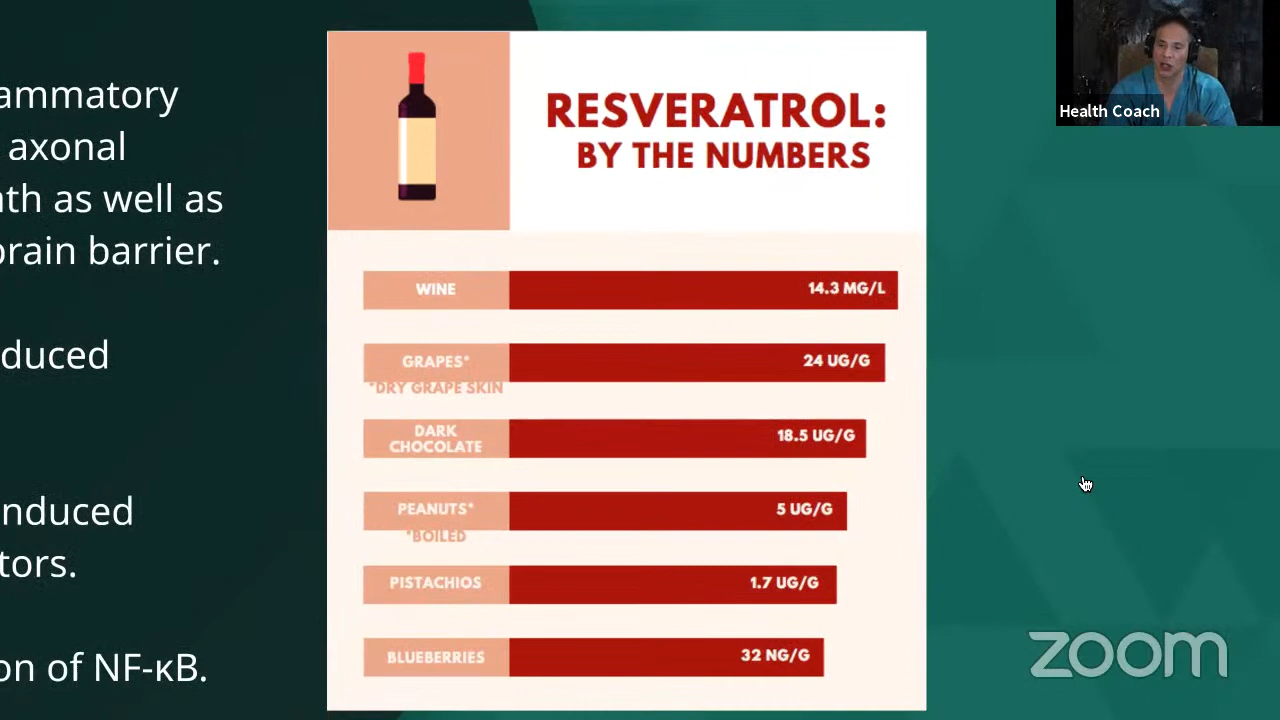 ammatory
axonal
as well as
barrier.
duced
nduced
tors.
on of NF-κB.
RESVERATROL:
BY THE NUMBERS
WINE 14.3 MG/L
GRAPES* 24 UG/G
*DRY GRAPE SKIN
DARK
CHOCOLATE 18.5 UG/G
PEANUTS* 5 UG/G
*BOILED
PISTACHIOS 1.7 UG/G
BLUEBERRIES 32 NG/G
Health Coach
zoom